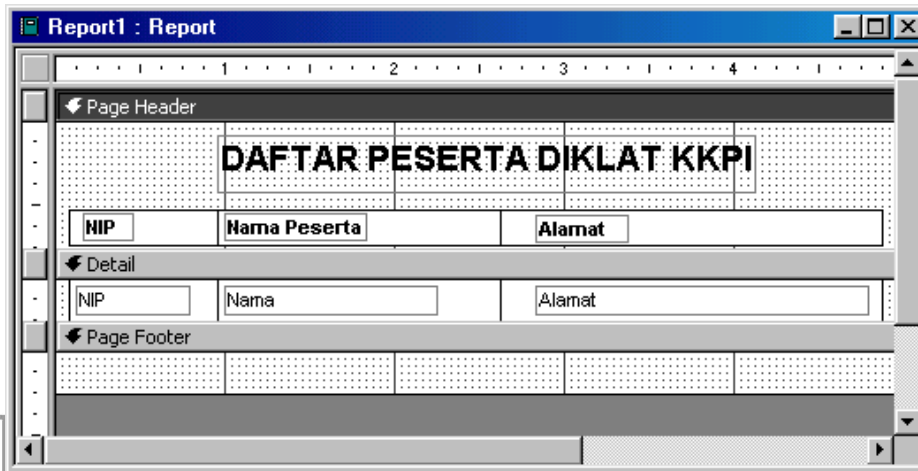 Report1 : Report
1 2 3 4
Page Header
DAFTAR PESERTA DIKLAT KKPI
NIP Nama Peserta Alamat
Detail
NIP Nama Alamat
Page Footer